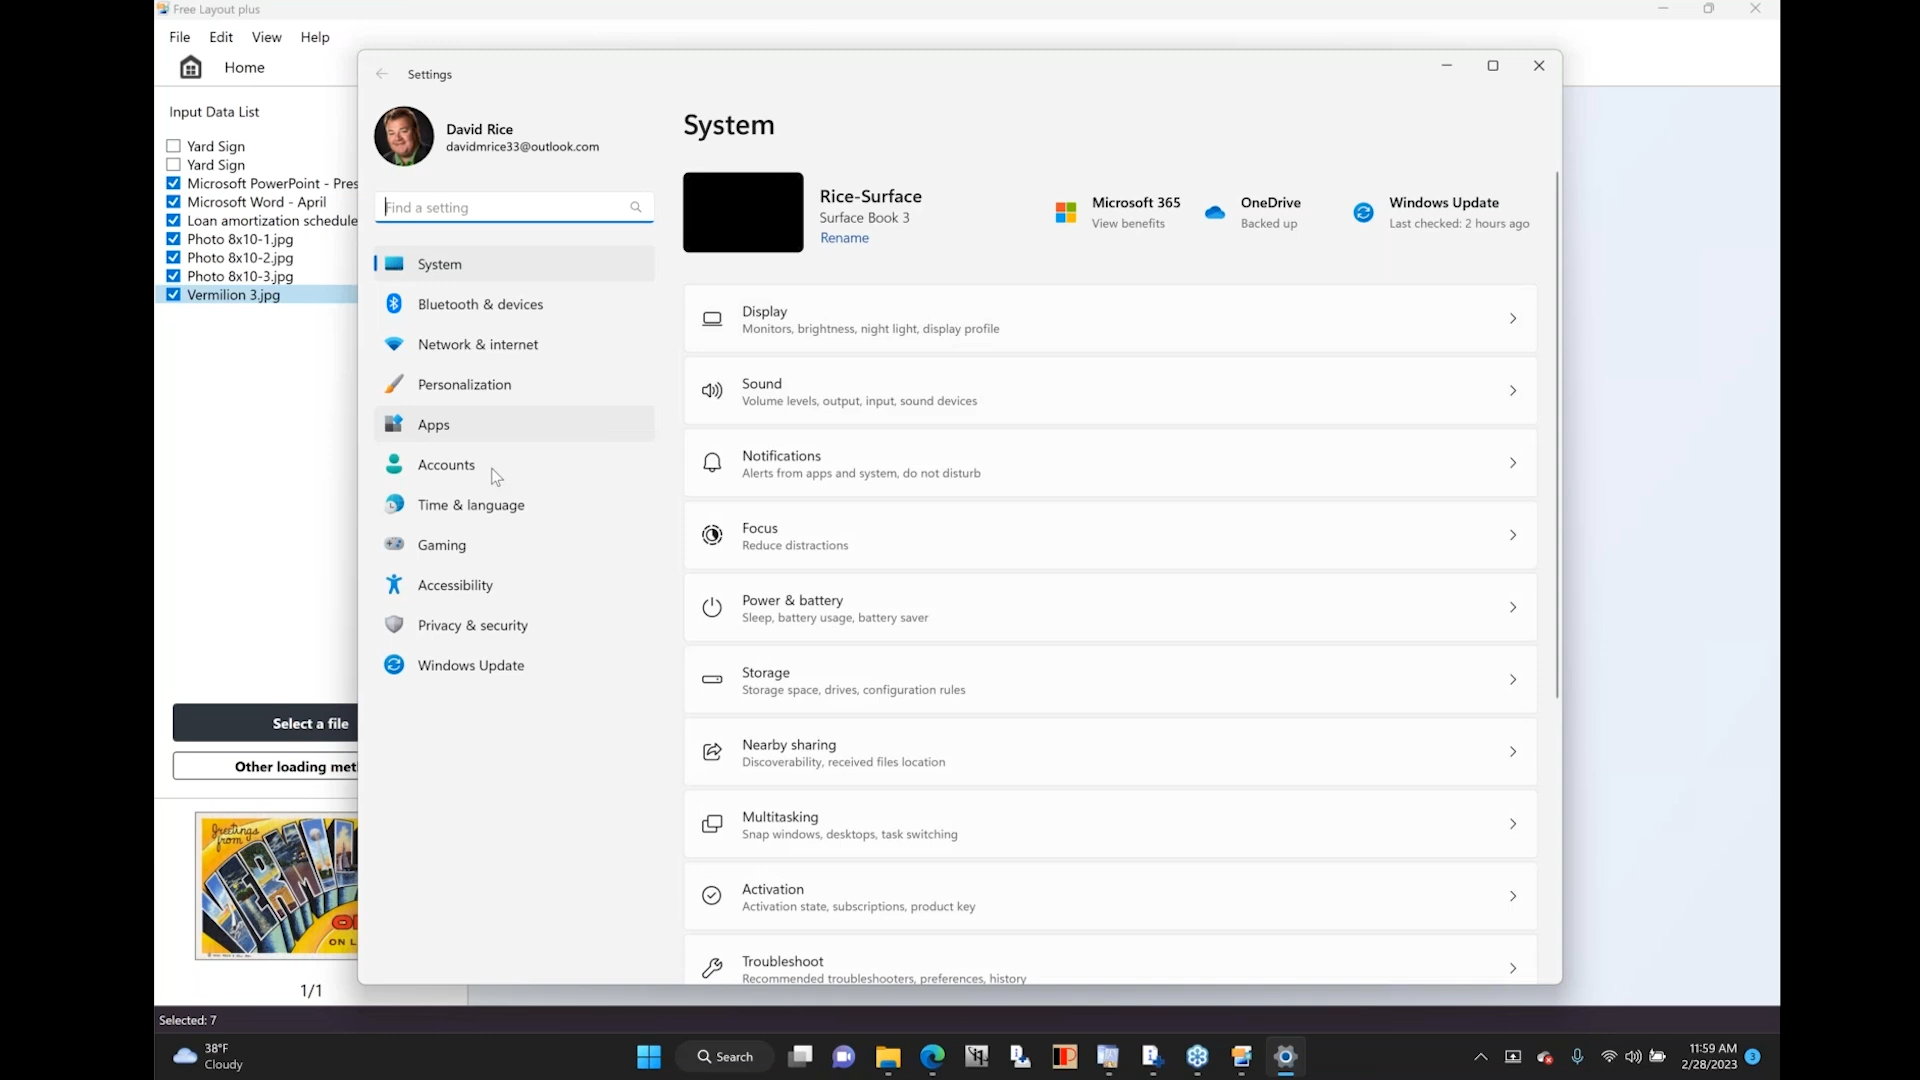 Free Layout plus
File Edit View Help
Home
Input Data List
Yard Sign
Yard Sign
Microsoft PowerPoint - Pres
Microsoft Word - April
Loan amortization schedule
Photo 8x10-1.jpg
Photo 8x10-2.jpg
Photo 8x10-3.jpg
Vermilion 3.jpg
Select a file
Other loading met
Greetings from
VERMIL
ON L
1/1
Selected: 7
Settings
David Rice
davidmrice33@outlook.com
Find a setting
System
Bluetooth & devices
Network & internet
Personalization
Apps
Accounts
Time & language
Gaming
Accessibility
Privacy & security
Windows Update
System
Rice-Surface
Surface Book 3
Rename
Microsoft 365
View benefits
OneDrive
Backed up
Windows Update
Last checked: 2 hours ago
Display
Monitors, brightness, night light, display profile
Sound
Volume levels, output, input, sound devices
Notifications
Alerts from apps and system, do not disturb
Focus
Reduce distractions
Power & battery
Sleep, battery usage, battery saver
Storage
Storage space, drives, configuration rules
Nearby sharing
Discoverability, received files location
Multitasking
Snap windows, desktops, task switching
Activation
Activation state, subscriptions, product key
Troubleshoot
Recommended troubleshooters, preferences, history
38°F
Cloudy
Search
11:59 AM
2/28/2023
3